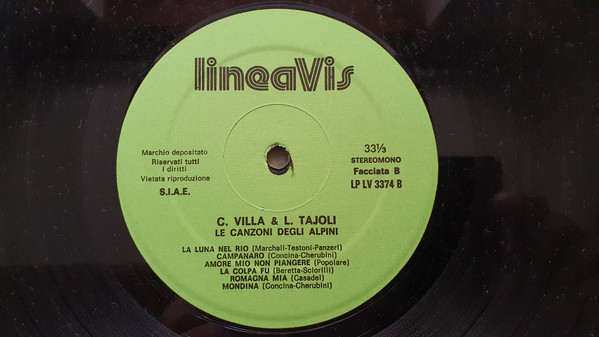 lineaVis
Marchio depositato
Riservati tutti
i diritti
Vietata riproduzione
S.I.A.E.
33⅓
STEREOMONO
Facciata B
LP LV 3374 B
C. VILLA & L. TAJOLI
LE CANZONI DEGLI ALPINI
LA LUNA NEL RIO (Marchall-Testoni-Panzeri)
CAMPANARO (Concina-Cherubini)
AMORE MIO NON PIANGERE (Popolare)
LA COLPA FU (Beretta-Sciorilli)
ROMAGNA MIA (Casadei)
MONDINA (Concina-Cherubini)